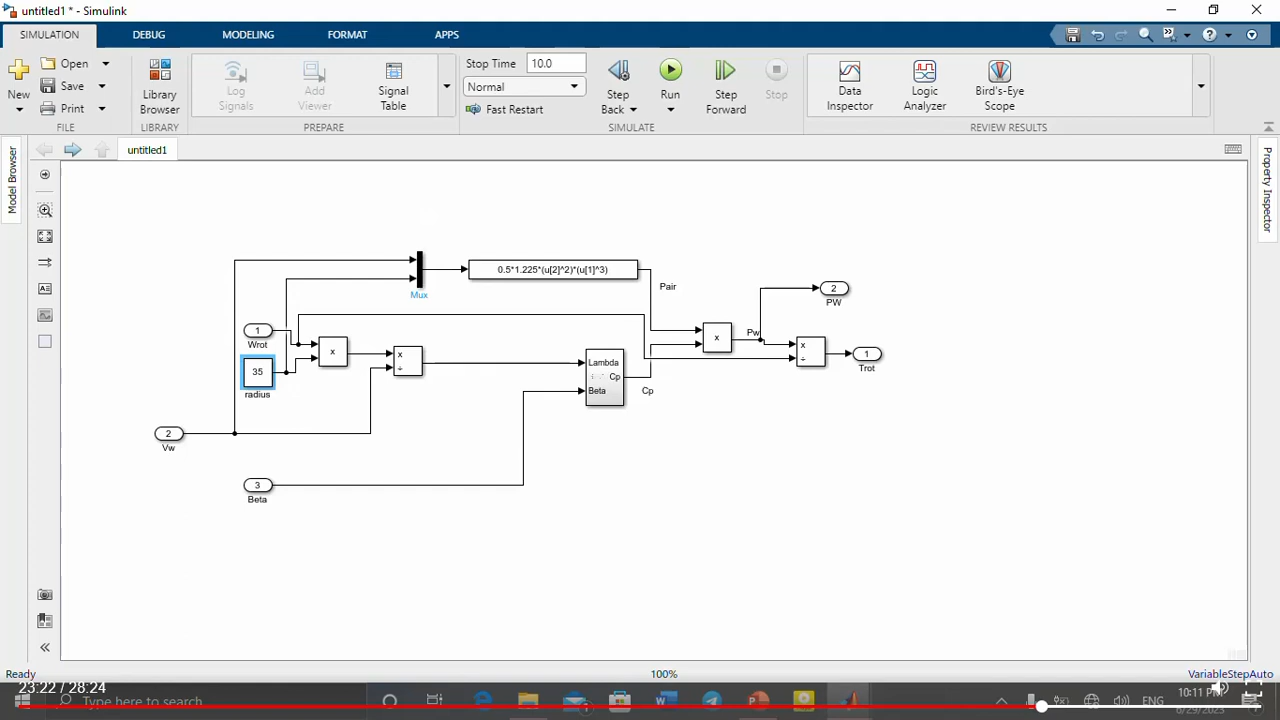 untitled1 * - Simulink
SIMULATION DEBUG MODELING FORMAT APPS
New
Open
Save
Print
FILE
Library Browser
LIBRARY
Log Signals
Add Viewer
Signal Table
PREPARE
Stop Time 10.0
Normal
Fast Restart
Step Back
Run
Step Forward
Stop
SIMULATE
Data Inspector
Logic Analyzer
Bird's-Eye Scope
REVIEW RESULTS
Model Browser
untitled1
Property Inspector
Mux
0.5*1.225*(u[2]^2)*(u[1]^3)
Pair
2
PW
1
Wrot
x
x
÷
35
radius
Lambda
Cp
Beta
Cp
x
Pw
x
÷
1
Trot
2
Vw
3
Beta
Ready
100%
VariableStepAuto
23:22 / 28:24
Type here to search
ENG
10:11 PM
6/29/2023